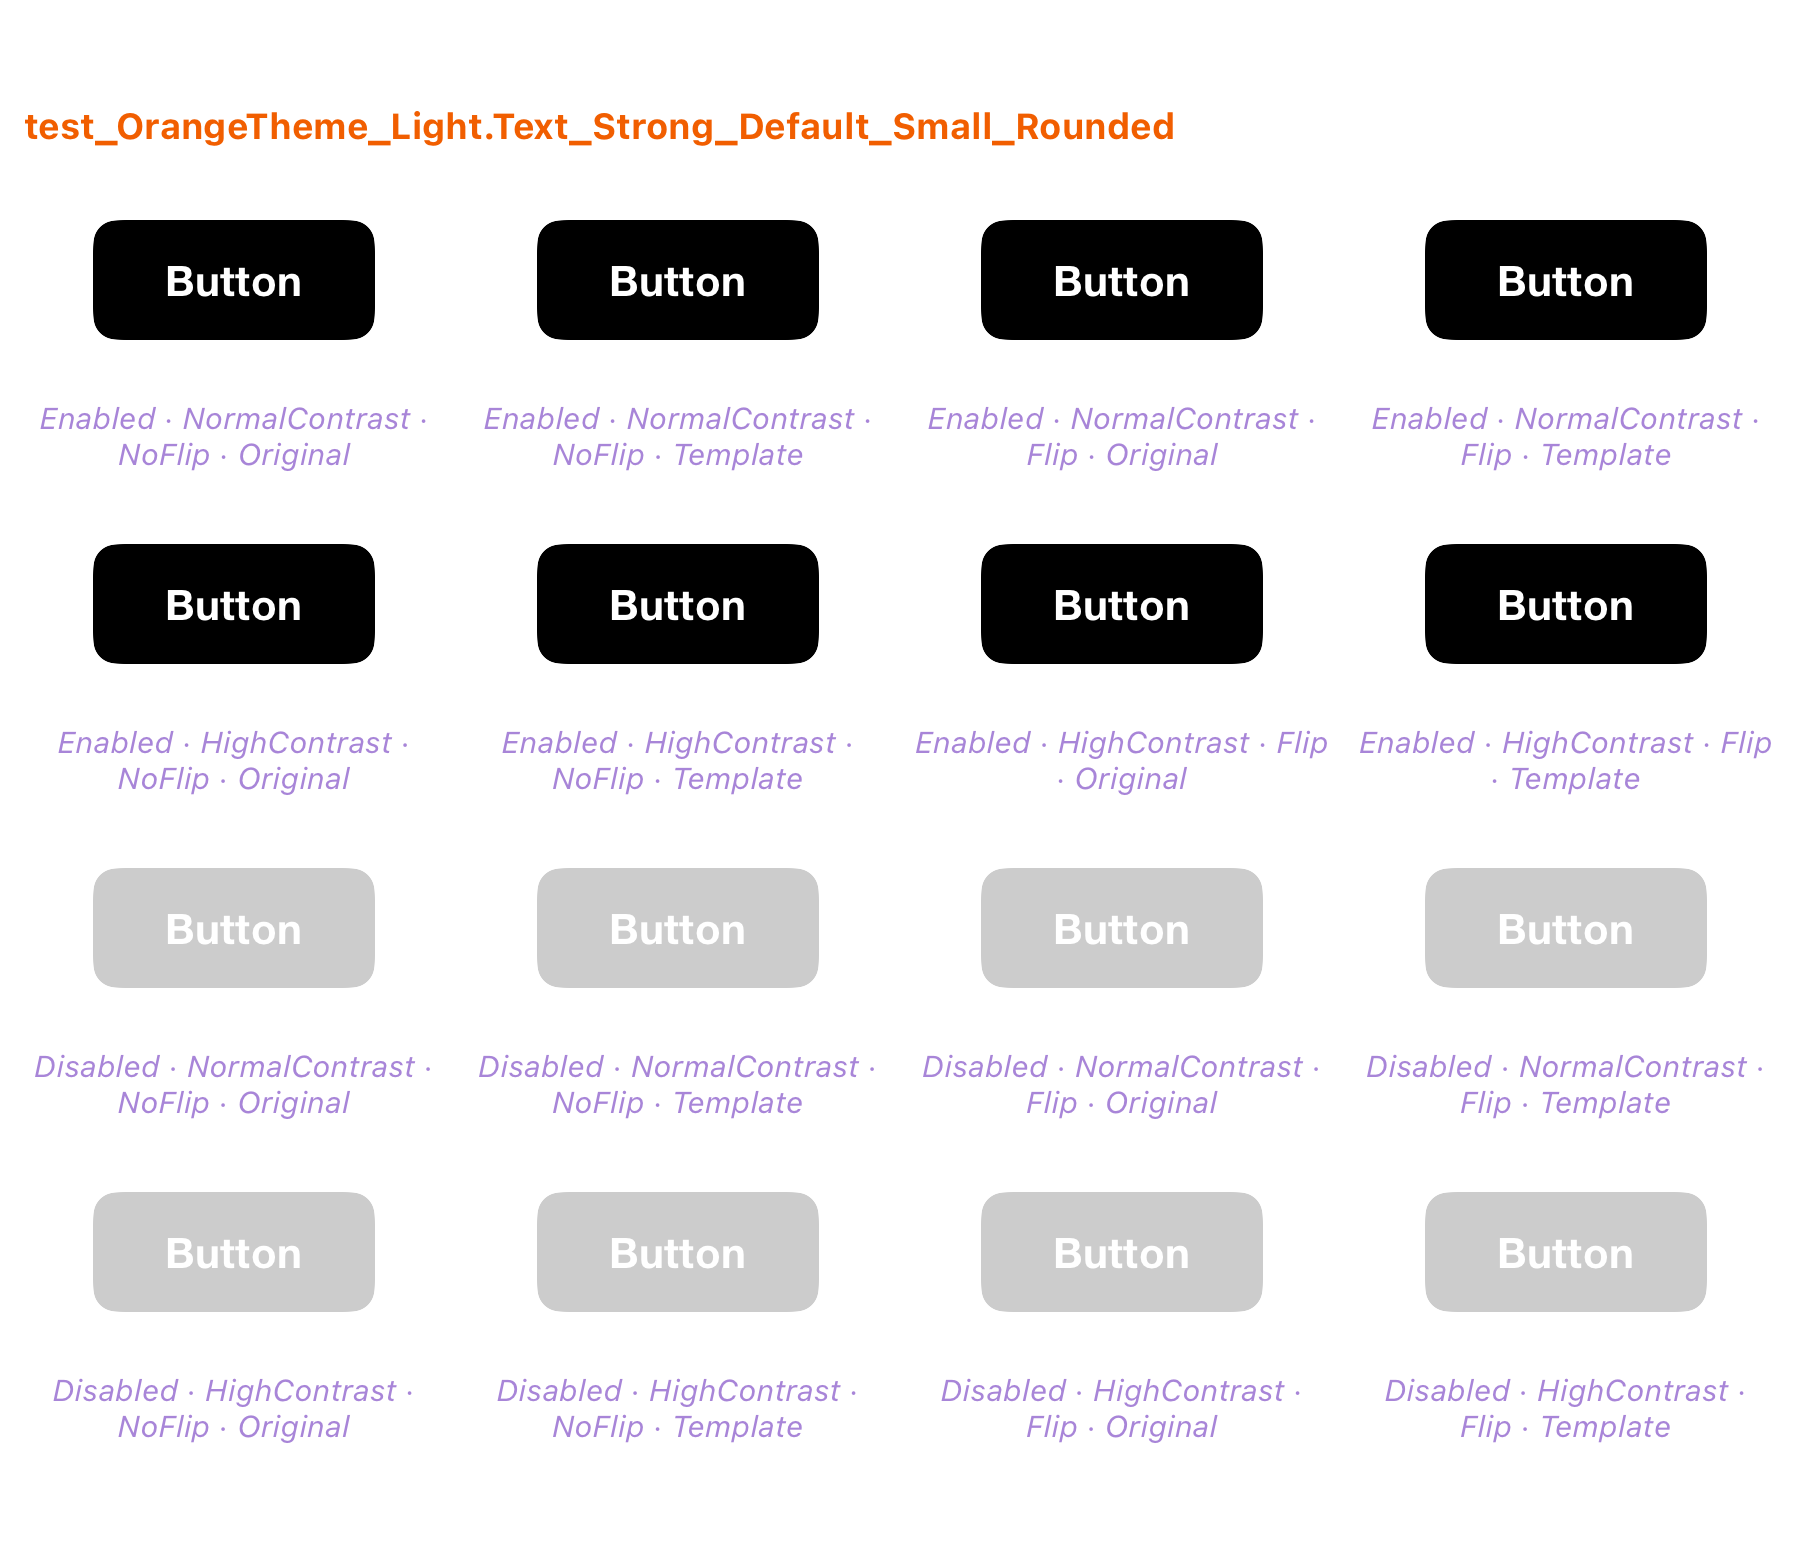 test_OrangeTheme_Light.Text_Strong_Default_Small_Rounded
Button Button Button Button
Enabled · NormalContrast · Enabled · NormalContrast · Enabled · NormalContrast · Enabled · NormalContrast ·
NoFlip · Original NoFlip · Template Flip · Original Flip · Template
Button Button Button Button
Enabled · HighContrast · Enabled · HighContrast · Enabled · HighContrast · Flip Enabled · HighContrast · Flip
NoFlip · Original NoFlip · Template · Original · Template
Button Button Button Button
Disabled · NormalContrast · Disabled · NormalContrast · Disabled · NormalContrast · Disabled · NormalContrast ·
NoFlip · Original NoFlip · Template Flip · Original Flip · Template
Button Button Button Button
Disabled · HighContrast · Disabled · HighContrast · Disabled · HighContrast · Disabled · HighContrast ·
NoFlip · Original NoFlip · Template Flip · Original Flip · Template